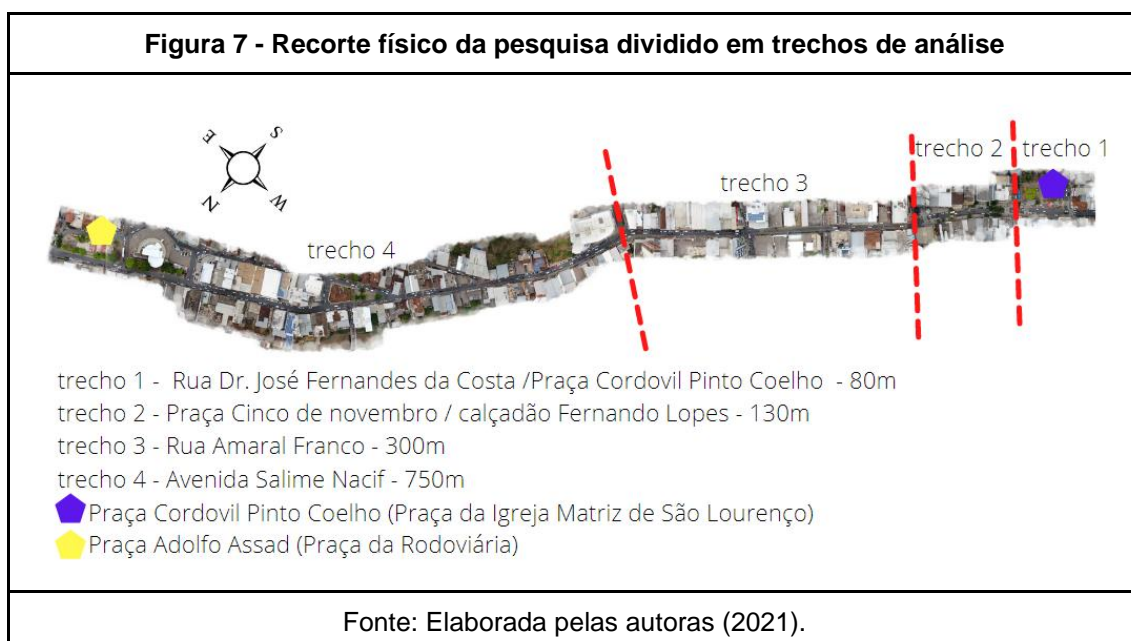 Figura 7 - Recorte físico da pesquisa dividido em trechos de análise
E
S
N
W
trecho 4
trecho 3
trecho 2
trecho 1
trecho 1 - Rua Dr. José Fernandes da Costa /Praça Cordovil Pinto Coelho - 80m
trecho 2 - Praça Cinco de novembro / calçadão Fernando Lopes - 130m
trecho 3 - Rua Amaral Franco - 300m
trecho 4 - Avenida Salime Nacif - 750m
Praça Cordovil Pinto Coelho (Praça da Igreja Matriz de São Lourenço)
Praça Adolfo Assad (Praça da Rodoviária)
Fonte: Elaborada pelas autoras (2021).